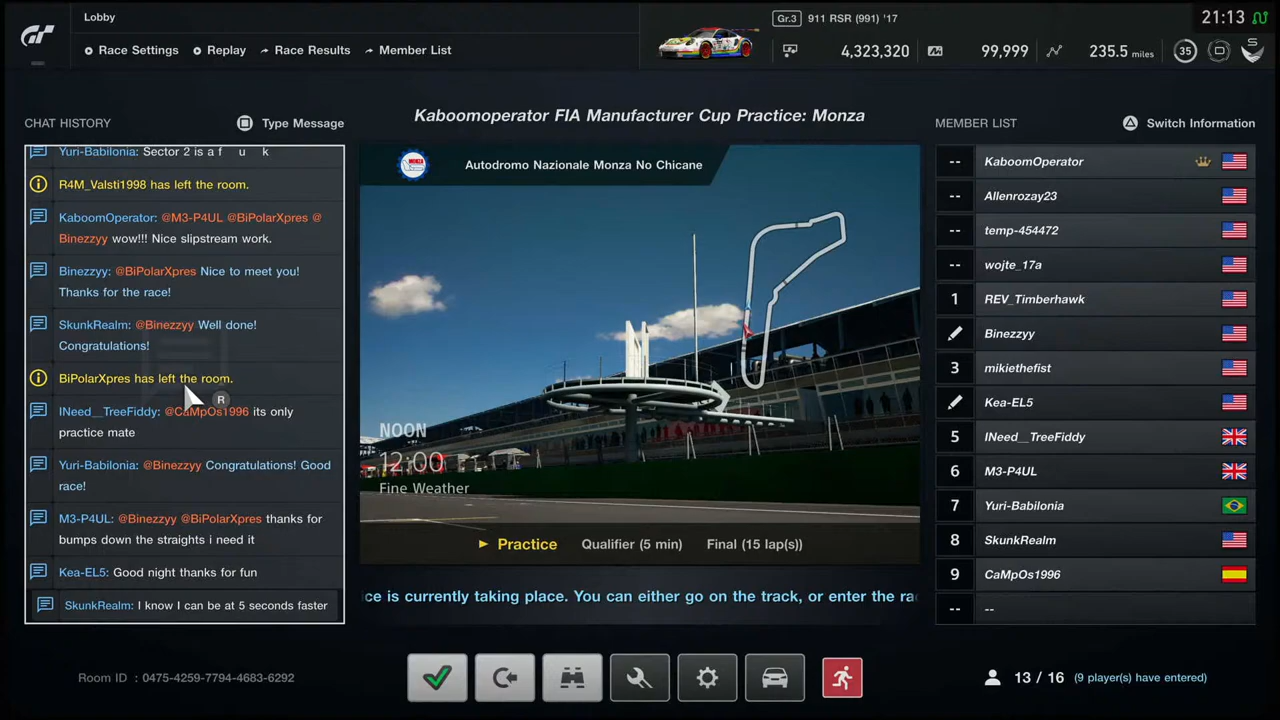 Lobby
Race Settings
Replay
Race Results
Member List
Gr.3 911 RSR (991) '17
4,323,320
99,999
235.5 miles
35
S
21:13
CHAT HISTORY
Type Message
Yuri-Babilonia: Sector 2 is a f u k
R4M_Valsti1998 has left the room.
KaboomOperator: @M3-P4UL @BiPolarXpres @
Binezzyy wow!!! Nice slipstream work.
Binezzyy: @BiPolarXpres Nice to meet you!
Thanks for the race!
SkunkRealm: @Binezzyy Well done!
Congratulations!
BiPolarXpres has left the room.
R
INeed__TreeFiddy: @CaMpOs1996 its only
practice mate
Yuri-Babilonia: @Binezzyy Congratulations! Good
race!
M3-P4UL: @Binezzyy @BiPolarXpres thanks for
bumps down the straights i need it
Kea-EL5: Good night thanks for fun
SkunkRealm: I know I can be at 5 seconds faster
Kaboomoperator FIA Manufacturer Cup Practice: Monza
Autodromo Nazionale Monza No Chicane
NOON
12:00
Fine Weather
Practice
Qualifier (5 min)
Final (15 lap(s))
ice is currently taking place. You can either go on the track, or enter the ra
MEMBER LIST
Switch Information
-- KaboomOperator
-- Allenrozay23
-- temp-454472
-- wojte_17a
1 REV_Timberhawk
Binezzyy
3 mikiethefist
Kea-EL5
5 INeed__TreeFiddy
6 M3-P4UL
7 Yuri-Babilonia
8 SkunkRealm
9 CaMpOs1996
-- --
Room ID : 0475-4259-7794-4683-6292
13 / 16 (9 player(s) have entered)